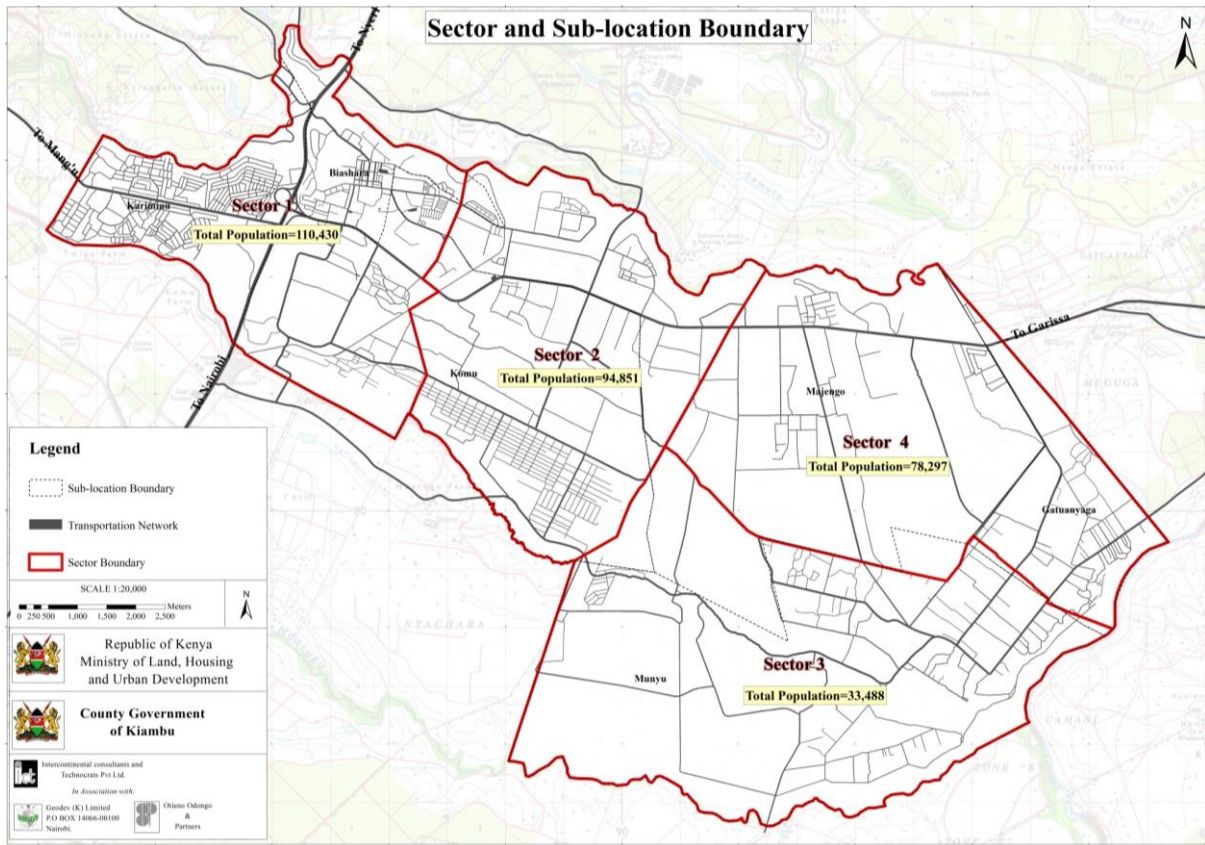 Sector and Sub-location Boundary
N
To Nyeri
To Mang'u
Biashara
Karimino
Sector 1
Total Population=110,430
To Garissa
To Nairobi
Sector 2
Total Population=94,851
Komu
Majengo
Sector 4
Total Population=78,297
Gatuanyaga
Sector 3
Total Population=33,488
Munyu
NYACHABA
MUGUGA
GATUANYAGA
ZONE "K"
Legend
Sub-location Boundary
Transportation Network
Sector Boundary
SCALE 1:20,000
N
0 250 500 1,000 1,500 2,000 2,500 Meters
Republic of Kenya
Ministry of Land, Housing
and Urban Development
County Government
of Kiambu
Intercontinental consultants and
Technocrats Pvt Ltd.
In Association with:
Geodev (K) Limited
P.O BOX 14066-00100
Nairobi.
Otieno Odongo
&
Partners